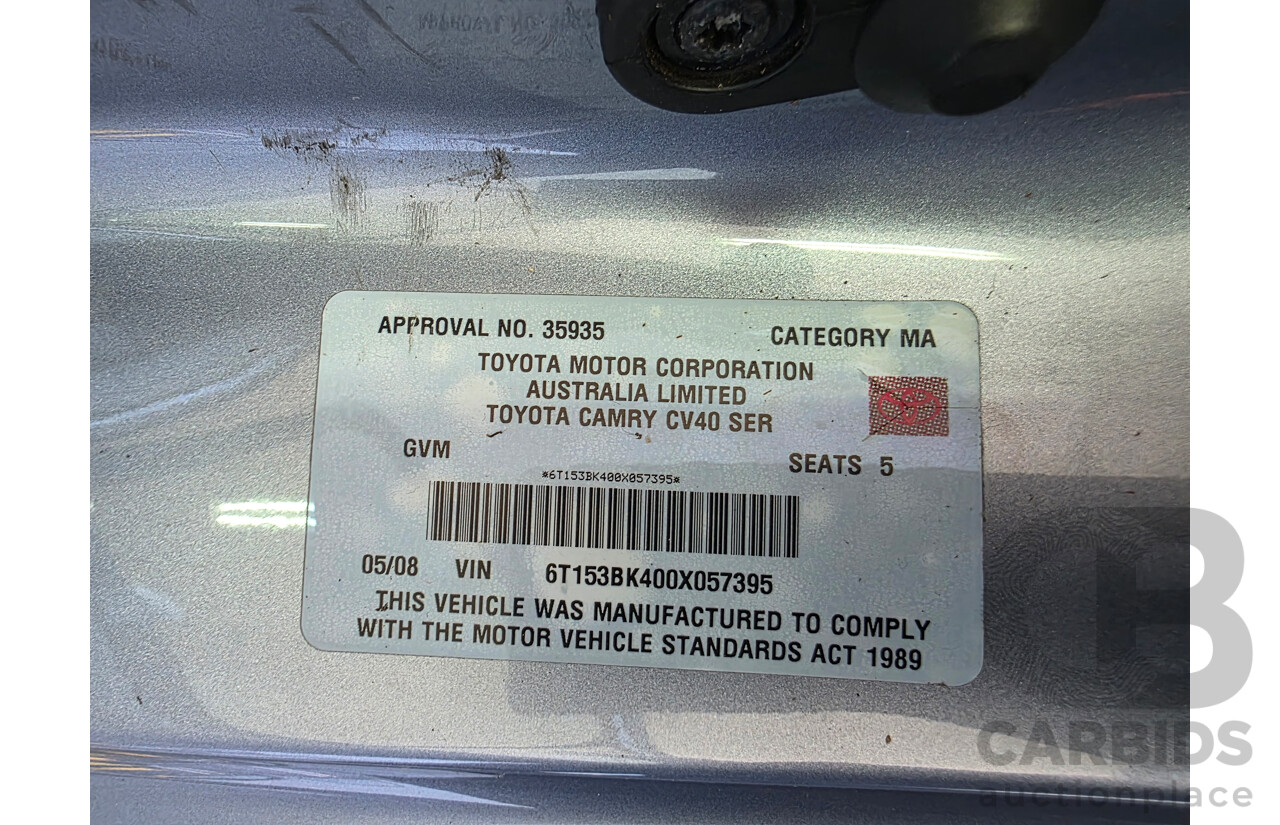 APPROVAL NO. 35935 CATEGORY MA
TOYOTA MOTOR CORPORATION
AUSTRALIA LIMITED
TOYOTA CAMRY CV40 SER
GVM SEATS 5
*6T153BK400X057395*
05/08 VIN 6T153BK400X057395
THIS VEHICLE WAS MANUFACTURED TO COMPLY
WITH THE MOTOR VEHICLE STANDARDS ACT 1989
B
CARBIDS
auctionplace